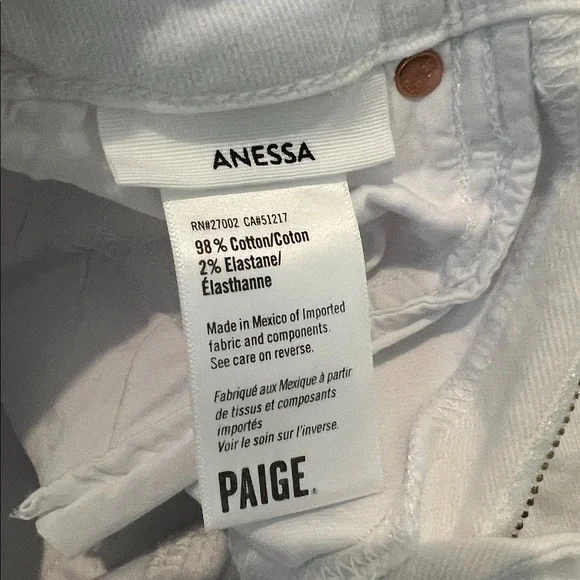 ANESSA
RN#27002 CA#51217
98 % Cotton/Coton
2% Elastane/
Élasthanne
Made in Mexico of Imported
fabric and components.
See care on reverse.
Fabriqué aux Mexique à partir
de tissus et composants
importés
Voir le soin sur l'inverse.
PAIGE®